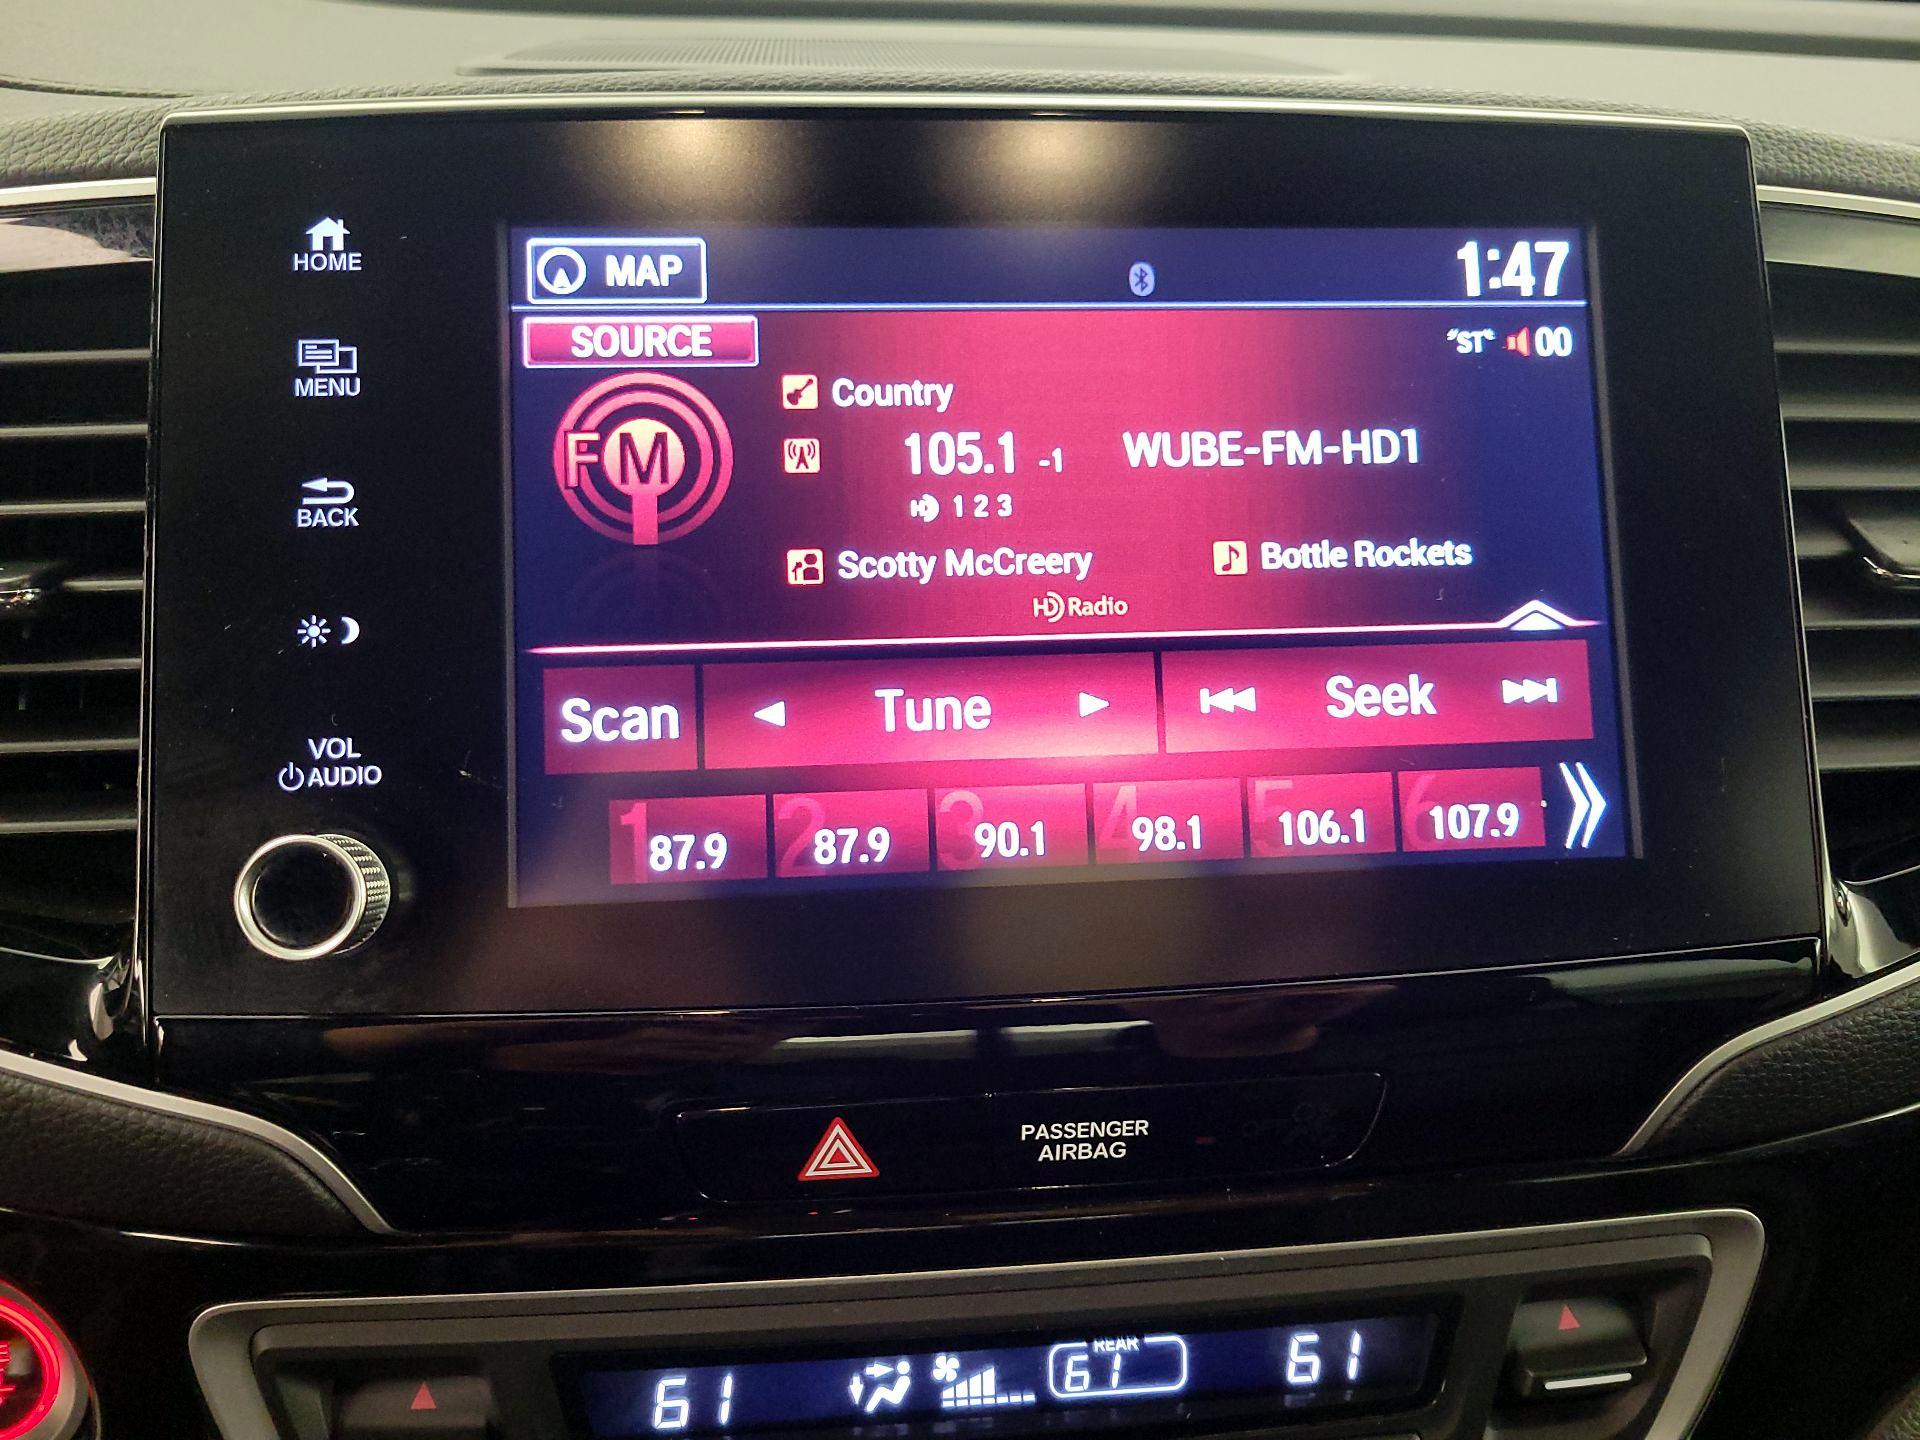 HOME
MENU
BACK
VOL
AUDIO
MAP
1:47
SOURCE
"ST" 00
FM
Country
105.1 -1 WUBE-FM-HD1
HD 1 2 3
Scotty McCreery Bottle Rockets
HD Radio
Scan Tune Seek
1 87.9 2 87.9 3 90.1 4 98.1 5 106.1 6 107.9
PASSENGER
AIRBAG
REAR
61 61 61